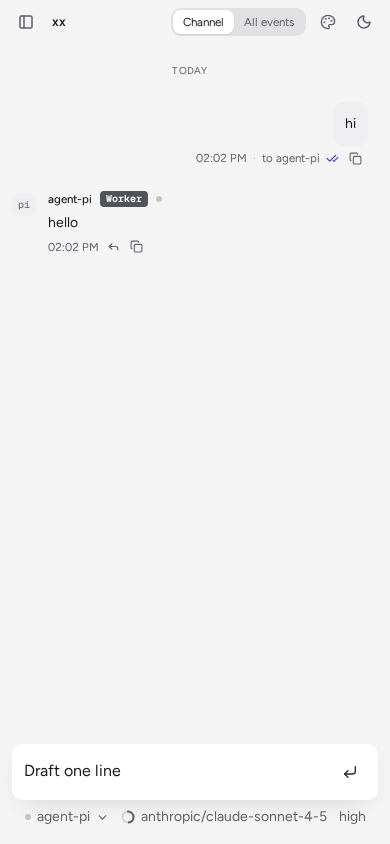 xx Channel All events
TODAY
hi
02:02 PM · to agent-pi
pi agent-pi Worker
hello
02:02 PM
Draft one line
agent-pi anthropic/claude-sonnet-4-5 high